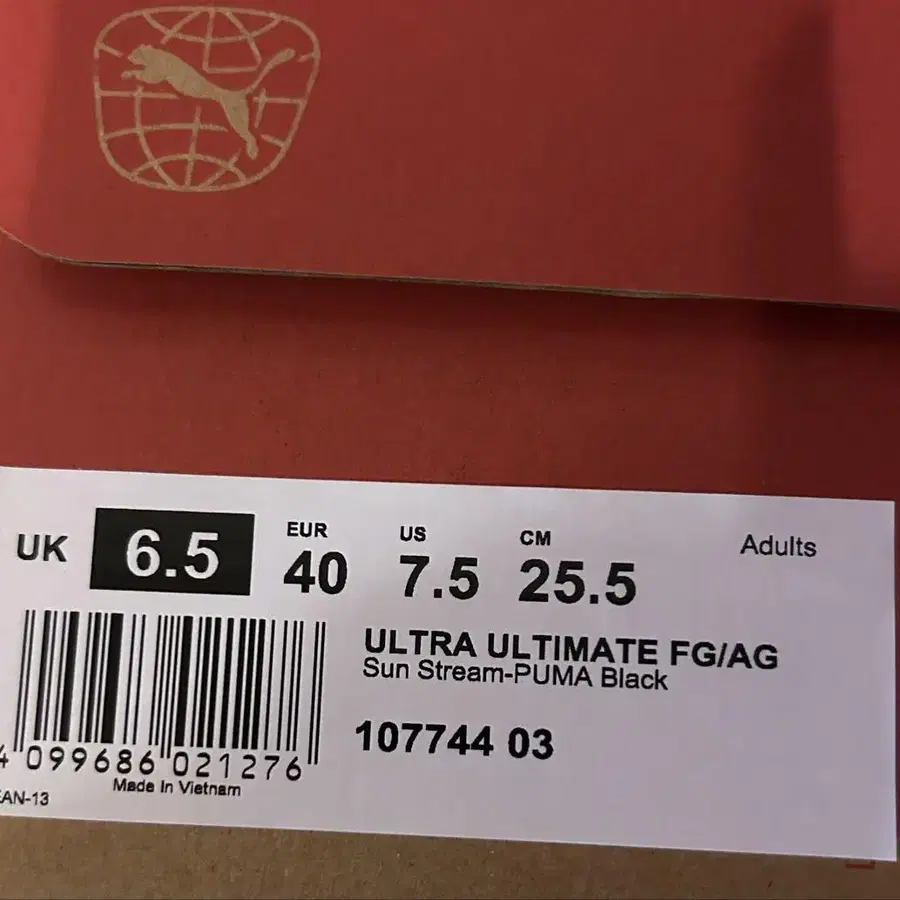 UK 6.5 EUR 40 US 7.5 CM 25.5 Adults
ULTRA ULTIMATE FG/AG
Sun Stream-PUMA Black
107744 03
4 099686 021276
Made In Vietnam
EAN-13